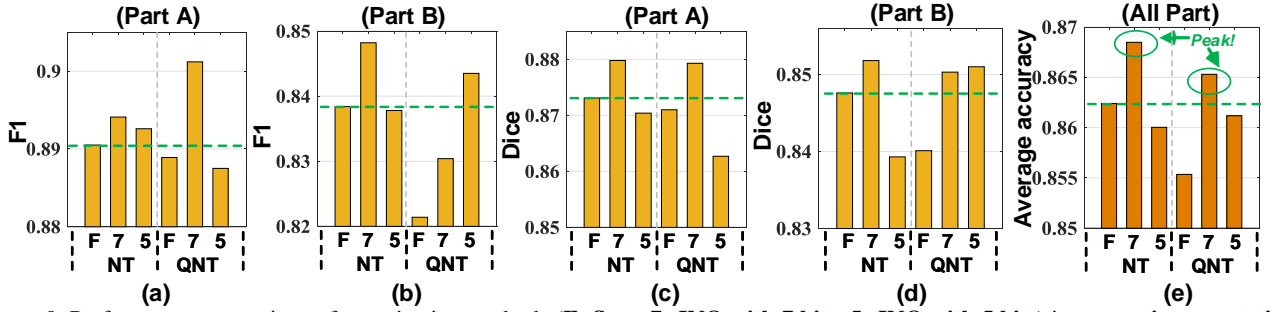 (Part A)
F1
0.9
0.89
0.88
F 7 5 F 7 5
NT QNT
(a)
(Part B)
F1
0.85
0.84
0.83
0.82
F 7 5 F 7 5
NT QNT
(b)
(Part A)
Dice
0.88
0.87
0.86
0.85
F 7 5 F 7 5
NT QNT
(c)
(Part B)
Dice
0.85
0.84
0.83
F 7 5 F 7 5
NT QNT
(d)
(All Part)
Average accuracy
0.87
0.865
0.86
0.855
0.85
Peak!
F 7 5 F 7 5
NT QNT
(e)